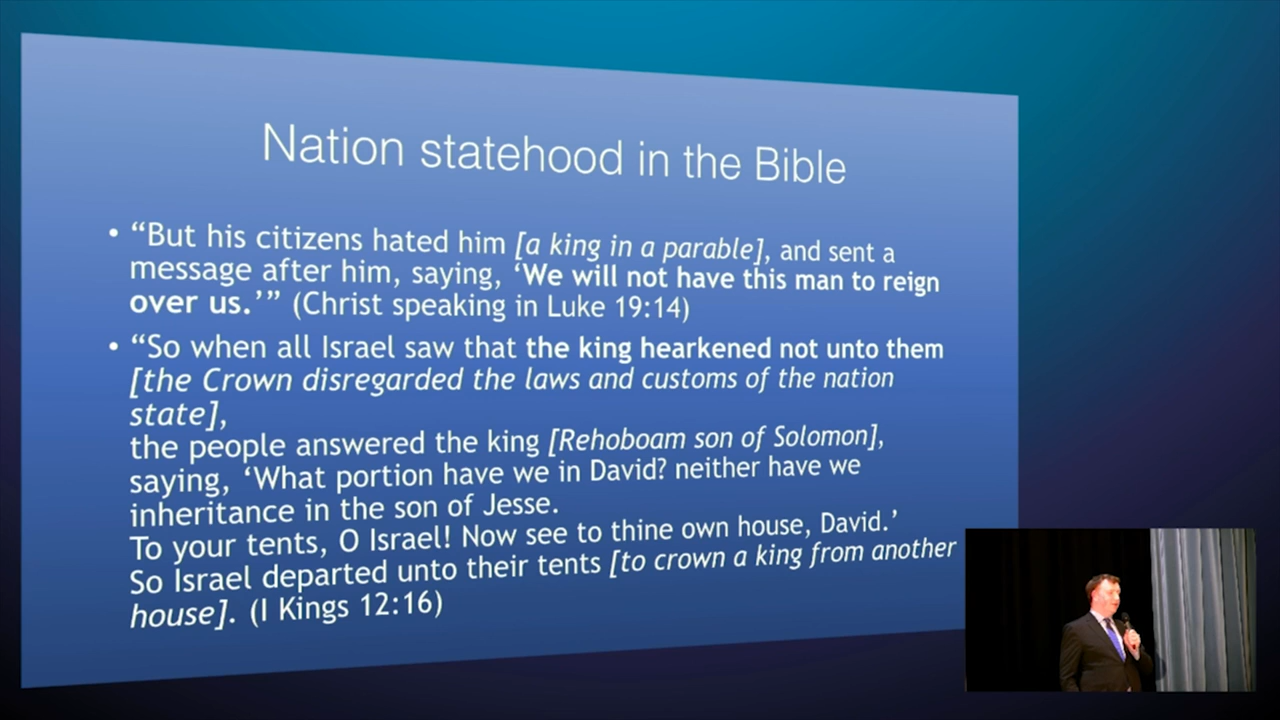 Nation statehood in the Bible
• “But his citizens hated him [a king in a parable], and sent a
message after him, saying, ‘We will not have this man to reign
over us.’” (Christ speaking in Luke 19:14)
• “So when all Israel saw that the king hearkened not unto them
[the Crown disregarded the laws and customs of the nation
state],
the people answered the king [Rehoboam son of Solomon],
saying, ‘What portion have we in David? neither have we
inheritance in the son of Jesse.
To your tents, O Israel! Now see to thine own house, David.’
So Israel departed unto their tents [to crown a king from another
house]. (I Kings 12:16)